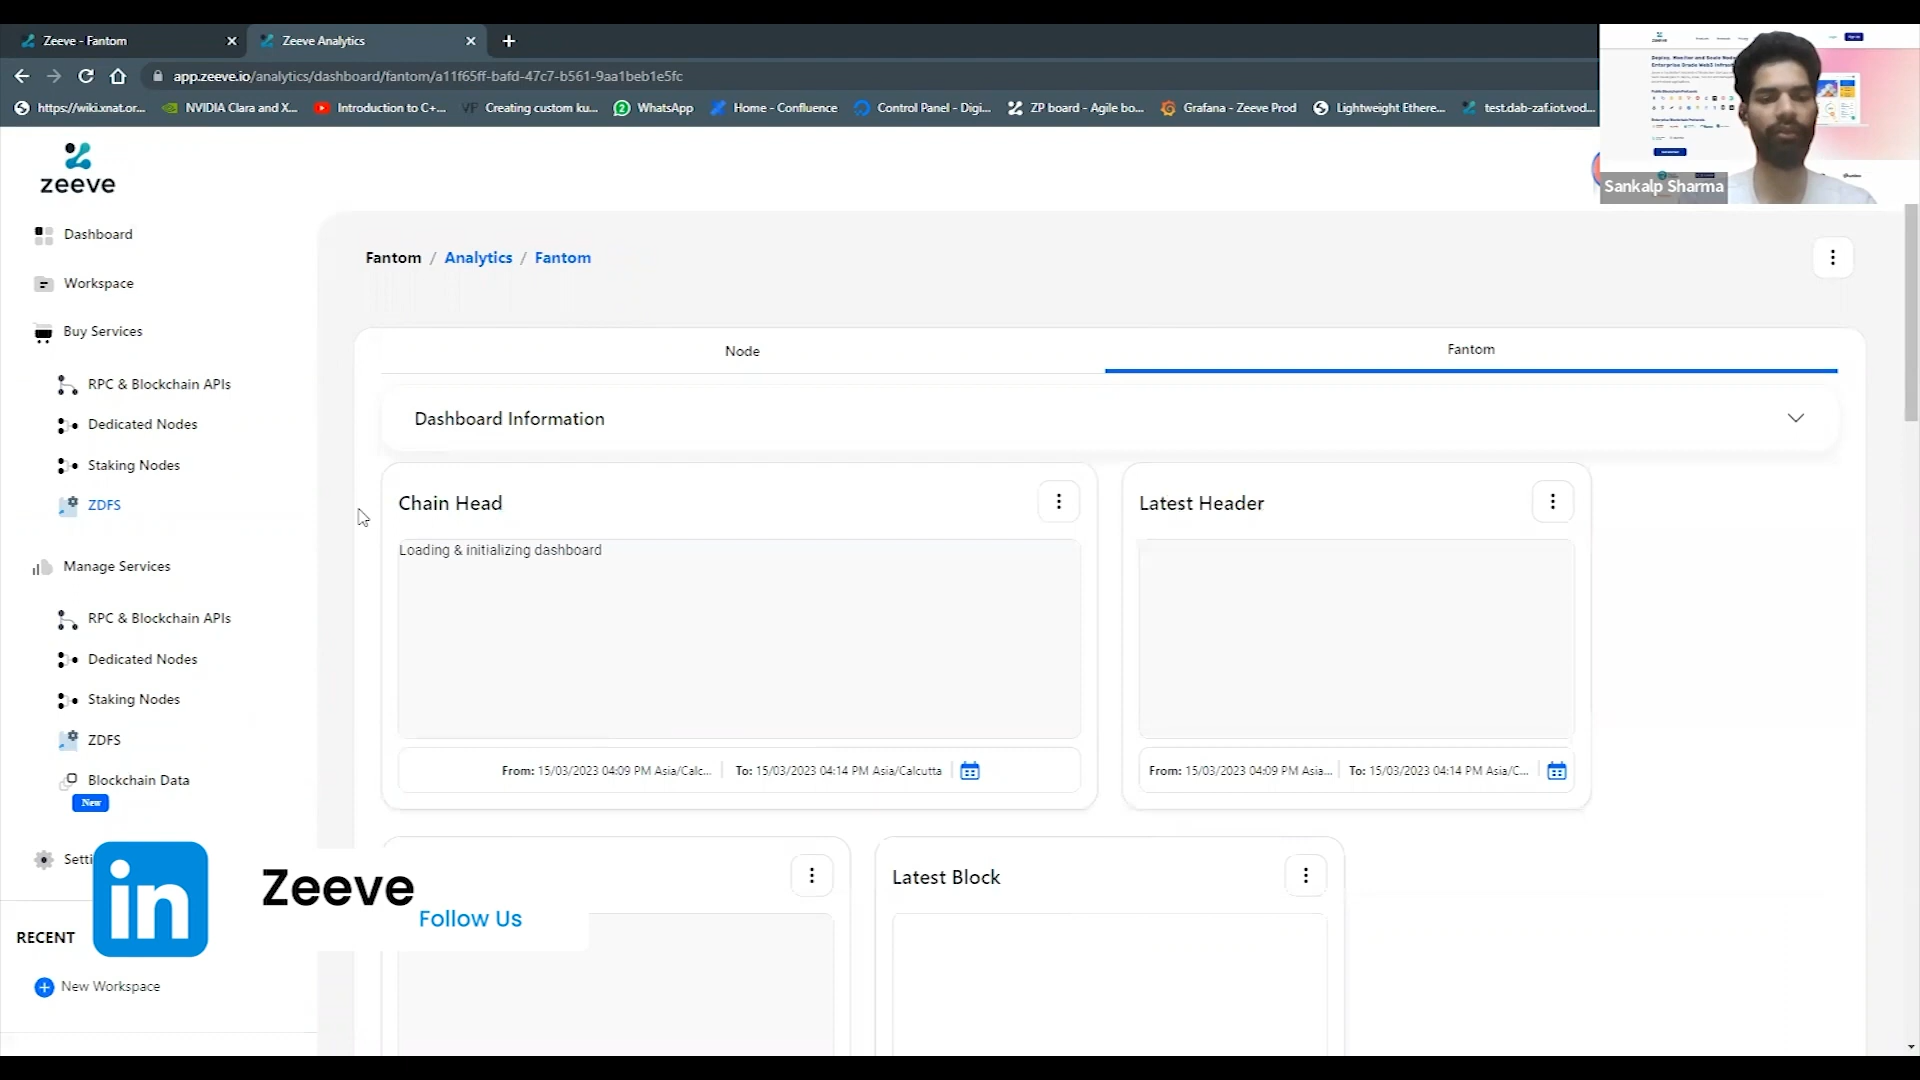 Zeeve - Fantom
Zeeve Analytics
app.zeeve.io/analytics/dashboard/fantom/a11f65ff-bafd-47c7-b561-9aa1beb1e5fc
https://wiki.xnat.or...
NVIDIA Clara and X...
Introduction to C+...
VF Creating custom ku...
WhatsApp
Home - Confluence
Control Panel - Digi...
ZP board - Agile bo...
Grafana - Zeeve Prod
Lightweight Ethere...
test.dab-zaf.iot.vod...
Sankalp Sharma
zeeve
Dashboard
Workspace
Buy Services
RPC & Blockchain APIs
Dedicated Nodes
Staking Nodes
ZDFS
Manage Services
RPC & Blockchain APIs
Dedicated Nodes
Staking Nodes
ZDFS
Blockchain Data
New
Setti
RECENT
New Workspace
Fantom / Analytics / Fantom
Node
Fantom
Dashboard Information
Chain Head
Loading & initializing dashboard
From: 15/03/2023 04:09 PM Asia/Calc...
To: 15/03/2023 04:14 PM Asia/Calcutta
Latest Header
From: 15/03/2023 04:09 PM Asia...
To: 15/03/2023 04:14 PM Asia/C...
Latest Block
in
Zeeve
Follow Us